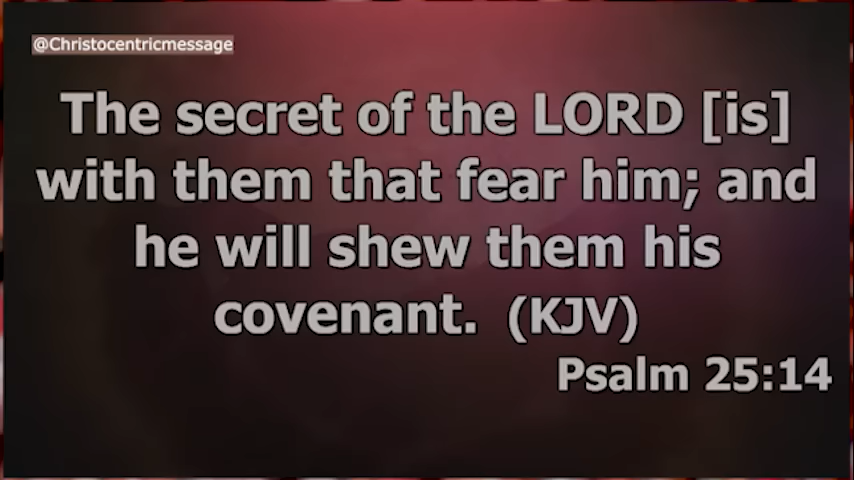 @Christocentricmessage
The secret of the LORD [is]
with them that fear him; and
he will shew them his
covenant. (KJV)
Psalm 25:14